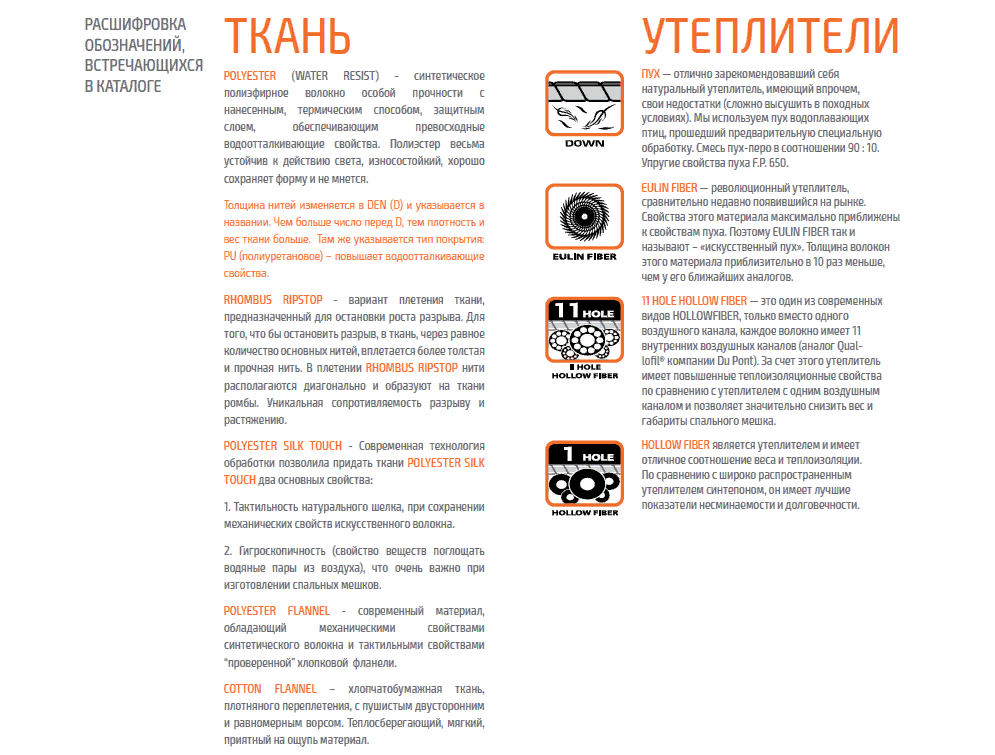 РАСШИФРОВКА
ОБОЗНАЧЕНИЙ,
ВСТРЕЧАЮЩИХСЯ
В КАТАЛОГЕ
ТКАНЬ
POLYESTER (WATER RESIST) - синтетическое
полиэфирное волокно особой прочности с
нанесенным, термическим способом, защитным
слоем, обеспечивающим превосходные
водоотталкивающие свойства. Полиэстер весьма
устойчив к действию света, износостойкий, хорошо
сохраняет форму и не мнется.
Толщина нитей изменяется в DEN (D) и указывается в
названии. Чем больше число перед D, тем плотность и
вес ткани больше. Там же указывается тип покрытия:
PU (полиуретановое) – повышает водоотталкивающие
свойства.
RHOMBUS RIPSTOP - вариант плетения ткани,
предназначенный для остановки роста разрыва. Для
того, что бы остановить разрыв, в ткань, через равное
количество основных нитей, вплетается более толстая
и прочная нить. В плетении RHOMBUS RIPSTOP нити
располагаются диагонально и образуют на ткани
ромбы. Уникальная сопротивляемость разрыву и
растяжению.
POLYESTER SILK TOUCH - Современная технология
обработки позволила придать ткани POLYESTER SILK
TOUCH два основных свойства:
1. Тактильность натурального шелка, при сохранении
механических свойств искусственного волокна.
2. Гигроскопичность (свойство веществ поглощать
водяные пары из воздуха), что очень важно при
изготовлении спальных мешков.
POLYESTER FLANNEL - современный материал,
обладающий механическими свойствами
синтетического волокна и тактильными свойствами
“проверенной” хлопковой фланели.
COTTON FLANNEL – хлопчатобумажная ткань,
плотняного переплетения, с пушистым двусторонним
и равномерным ворсом. Теплосберегающий, мягкий,
приятный на ощупь материал.
УТЕПЛИТЕЛИ
DOWN
ПУХ — отлично зарекомендовавший себя
натуральный утеплитель, имеющий впрочем,
свои недостатки (сложно высушить в походных
условиях). Мы используем пух водоплавающих
птиц, прошедший предварительную специальную
обработку. Смесь пух-перо в соотношении 90 : 10.
Упругие свойства пуха F.P. 650.
EULIN FIBER
EULIN FIBER — революционный утеплитель,
сравнительно недавно появившийся на рынке.
Свойства этого материала максимально приближены
к свойствам пуха. Поэтому EULIN FIBER так и
называют – «искусственный пух». Толщина волокон
этого материала приблизительно в 10 раз меньше,
чем у его ближайших аналогов.
11 HOLE
11 HOLE
HOLLOW FIBER
11 HOLE HOLLOW FIBER — это один из современных
видов HOLLOWFIBER, только вместо одного
воздушного канала, каждое волокно имеет 11
внутренних воздушных каналов (аналог Qual-
lofil® компании Du Pont). За счет этого утеплитель
имеет повышенные теплоизоляционные свойства
по сравнению с утеплителем с одним воздушным
каналом и позволяет значительно снизить вес и
габариты спального мешка.
1 HOLE
HOLLOW FIBER
HOLLOW FIBER является утеплителем и имеет
отличное соотношение веса и теплоизоляции.
По сравнению с широко распространенным
утеплителем синтепоном, он имеет лучшие
показатели несминаемости и долговечности.